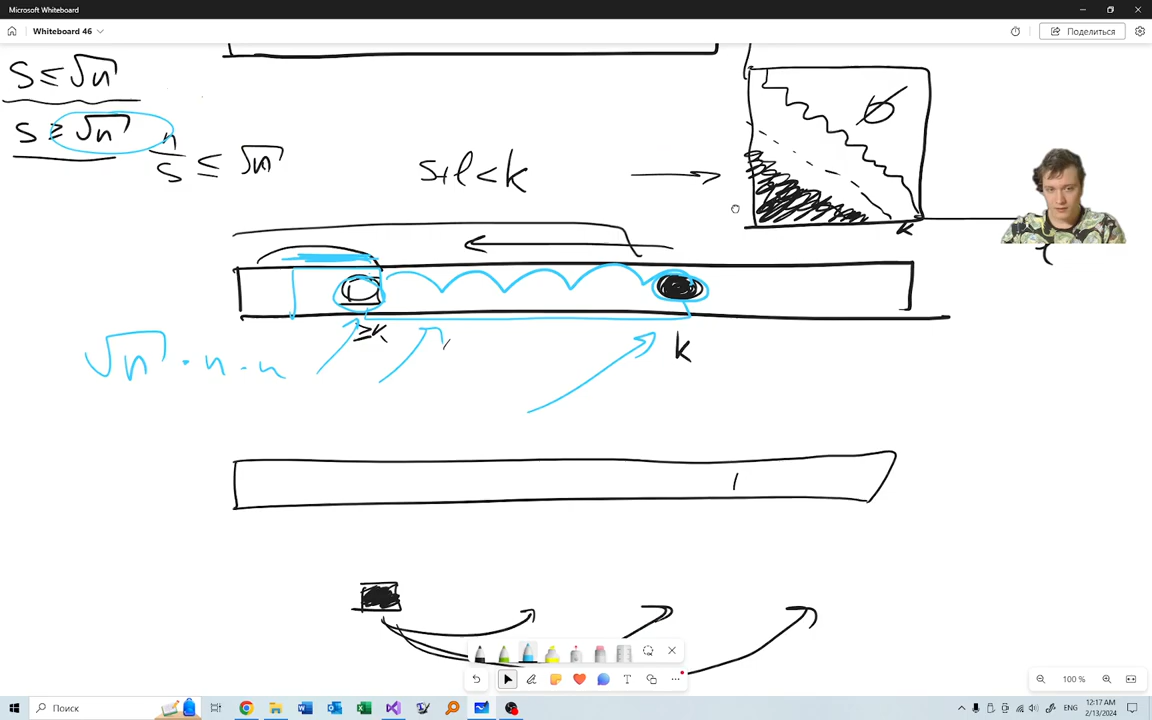 Microsoft Whiteboard
Whiteboard 46
Поделиться
S ≤ √n
S ≥ √n
n/s ≤ √n
s+l<k
k
≥k
k
√n · n · n
100 %
Поиск
ENG
12:17 AM
2/13/2024